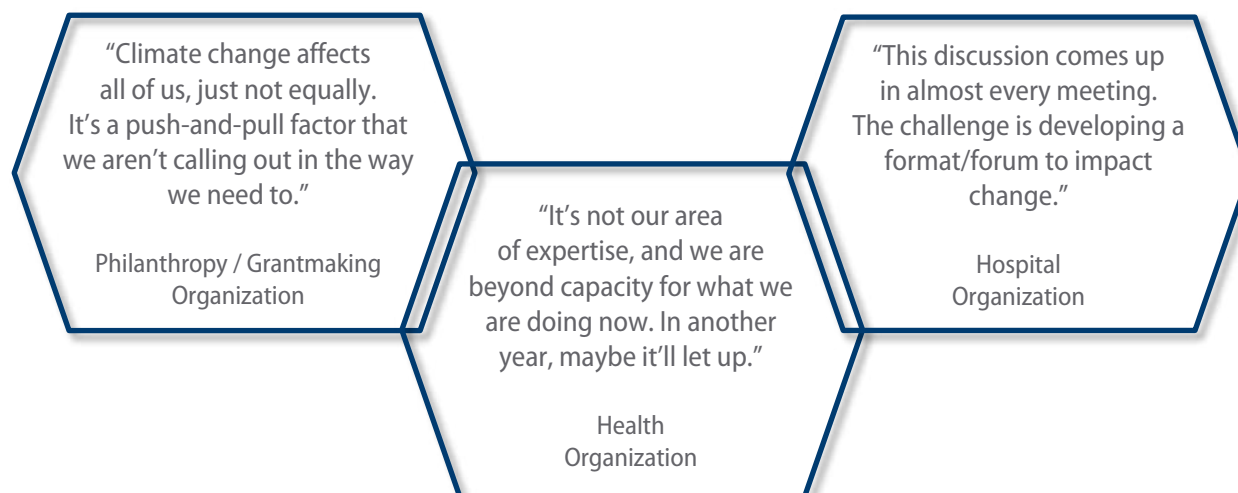 “Climate change affects
all of us, just not equally.
It’s a push-and-pull factor that
we aren’t calling out in the way
we need to.”
Philanthropy / Grantmaking
Organization
“It’s not our area
of expertise, and we are
beyond capacity for what we
are doing now. In another
year, maybe it’ll let up.”
Health
Organization
“This discussion comes up
in almost every meeting.
The challenge is developing a
format/forum to impact
change.”
Hospital
Organization